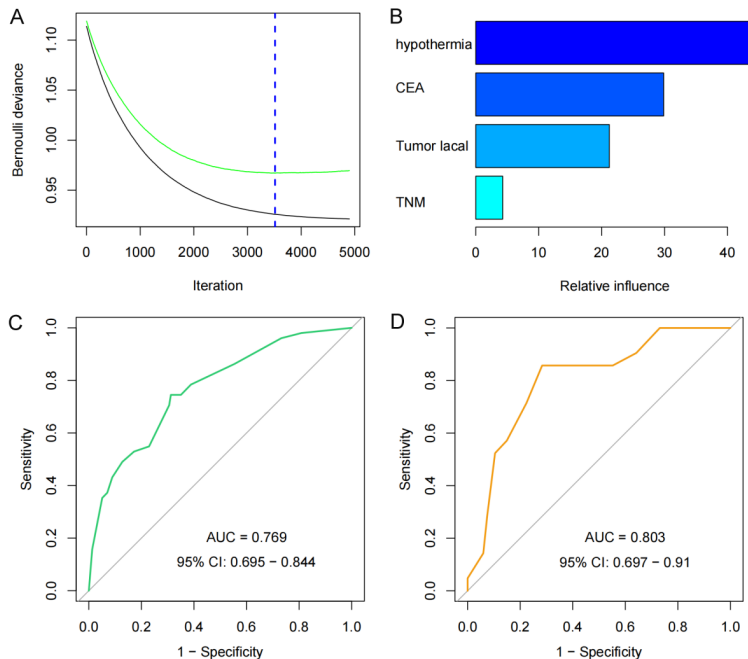 A
Bernoulli deviance
1.10
1.05
1.00
0.95
0 1000 2000 3000 4000 5000
Iteration
B
hypothermia
CEA
Tumor lacal
TNM
0 10 20 30 40
Relative influence
C
Sensitivity
1.0
0.8
0.6
0.4
0.2
0.0
AUC = 0.769
95% CI: 0.695 − 0.844
0.0 0.2 0.4 0.6 0.8 1.0
1 − Specificity
D
Sensitivity
1.0
0.8
0.6
0.4
0.2
0.0
AUC = 0.803
95% CI: 0.697 − 0.91
0.0 0.2 0.4 0.6 0.8 1.0
1 − Specificity